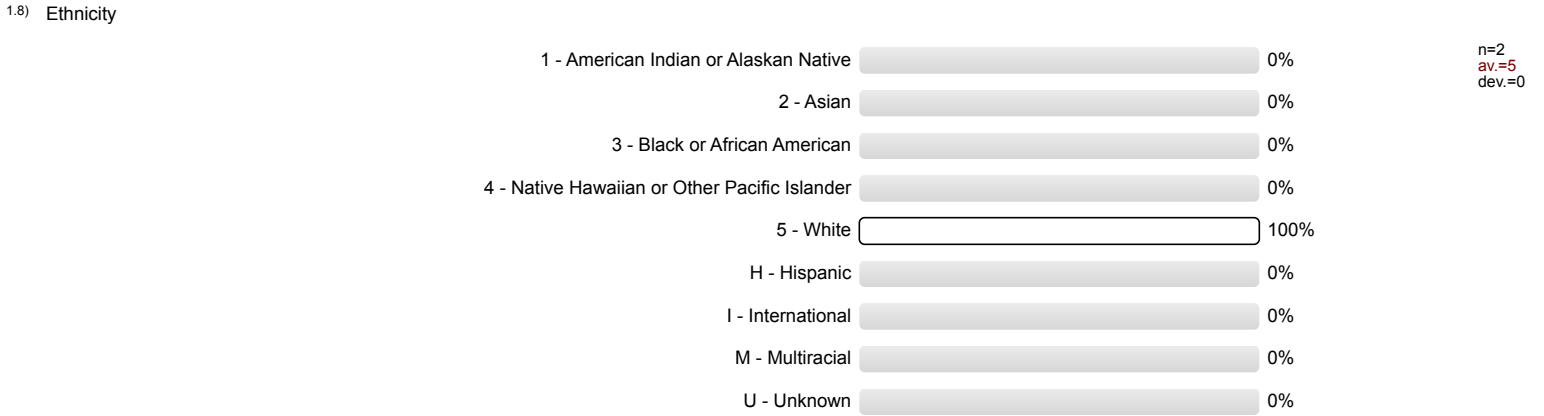 1.8) Ethnicity
1 - American Indian or Alaskan Native 0%
2 - Asian 0%
3 - Black or African American 0%
4 - Native Hawaiian or Other Pacific Islander 0%
5 - White 100%
H - Hispanic 0%
I - International 0%
M - Multiracial 0%
U - Unknown 0%
n=2
av.=5
dev.=0